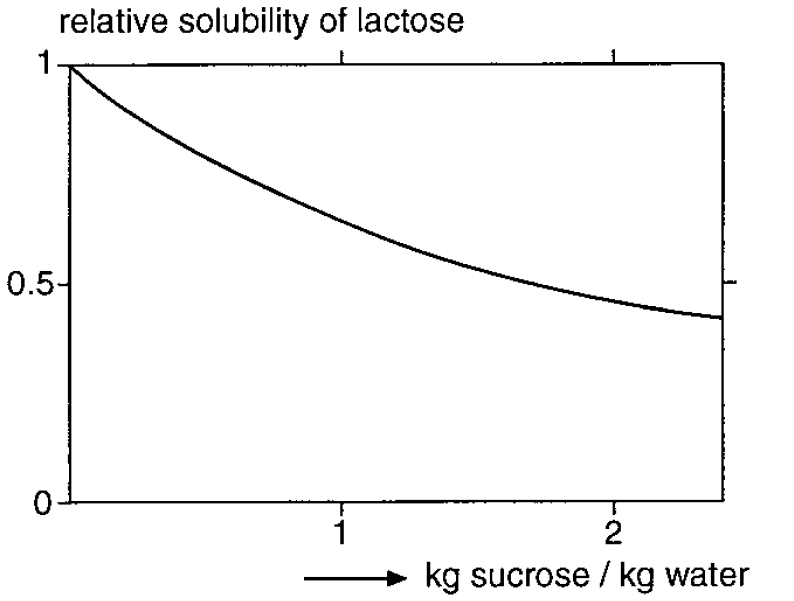 relative solubility of lactose
1
0.5
0
1 2
kg sucrose / kg water